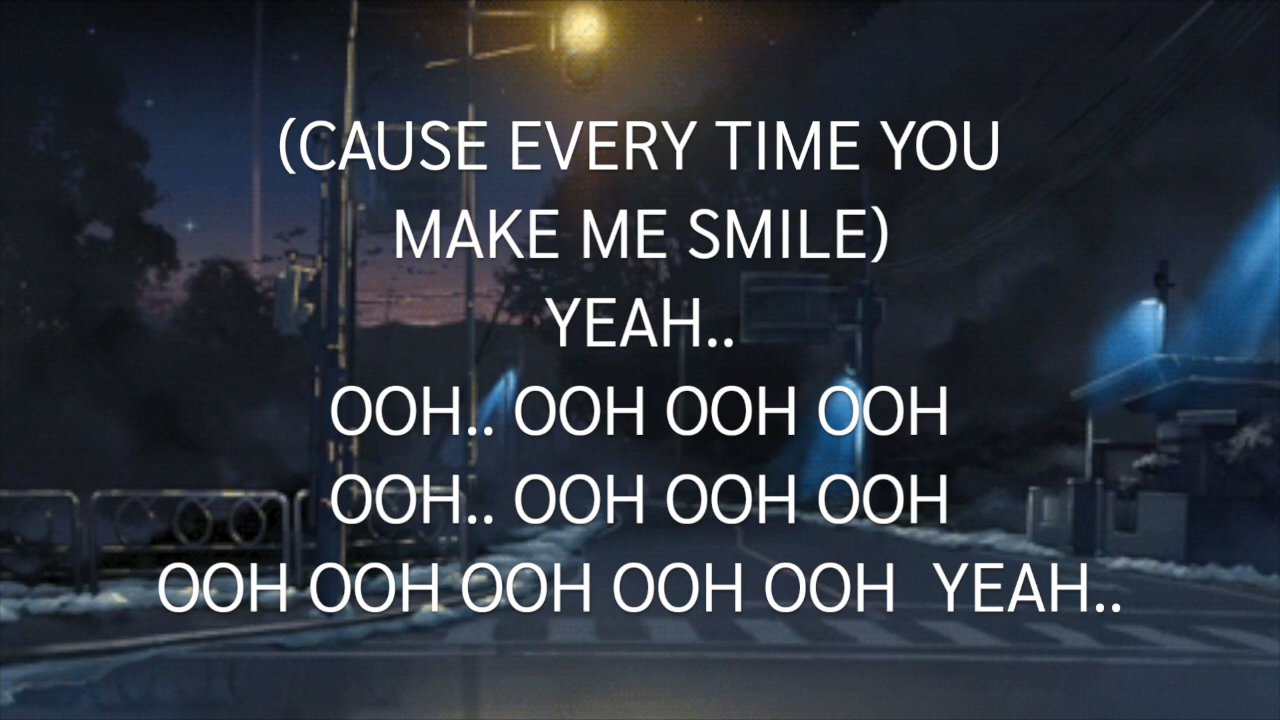 (CAUSE EVERY TIME YOU
MAKE ME SMILE)
YEAH..
OOH.. OOH OOH OOH
OOH.. OOH OOH OOH
OOH OOH OOH OOH OOH  YEAH..